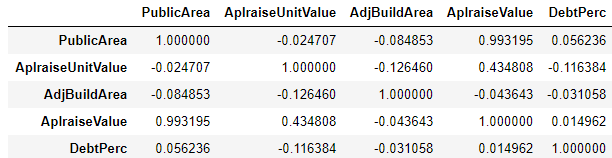 PublicArea AplraiseUnitValue AdjBuildArea AplraiseValue DebtPerc
PublicArea 1.000000 -0.024707 -0.084853 0.993195 0.056236
AplraiseUnitValue -0.024707 1.000000 -0.126460 0.434808 -0.116384
AdjBuildArea -0.084853 -0.126460 1.000000 -0.043643 -0.031058
AplraiseValue 0.993195 0.434808 -0.043643 1.000000 0.014962
DebtPerc 0.056236 -0.116384 -0.031058 0.014962 1.000000